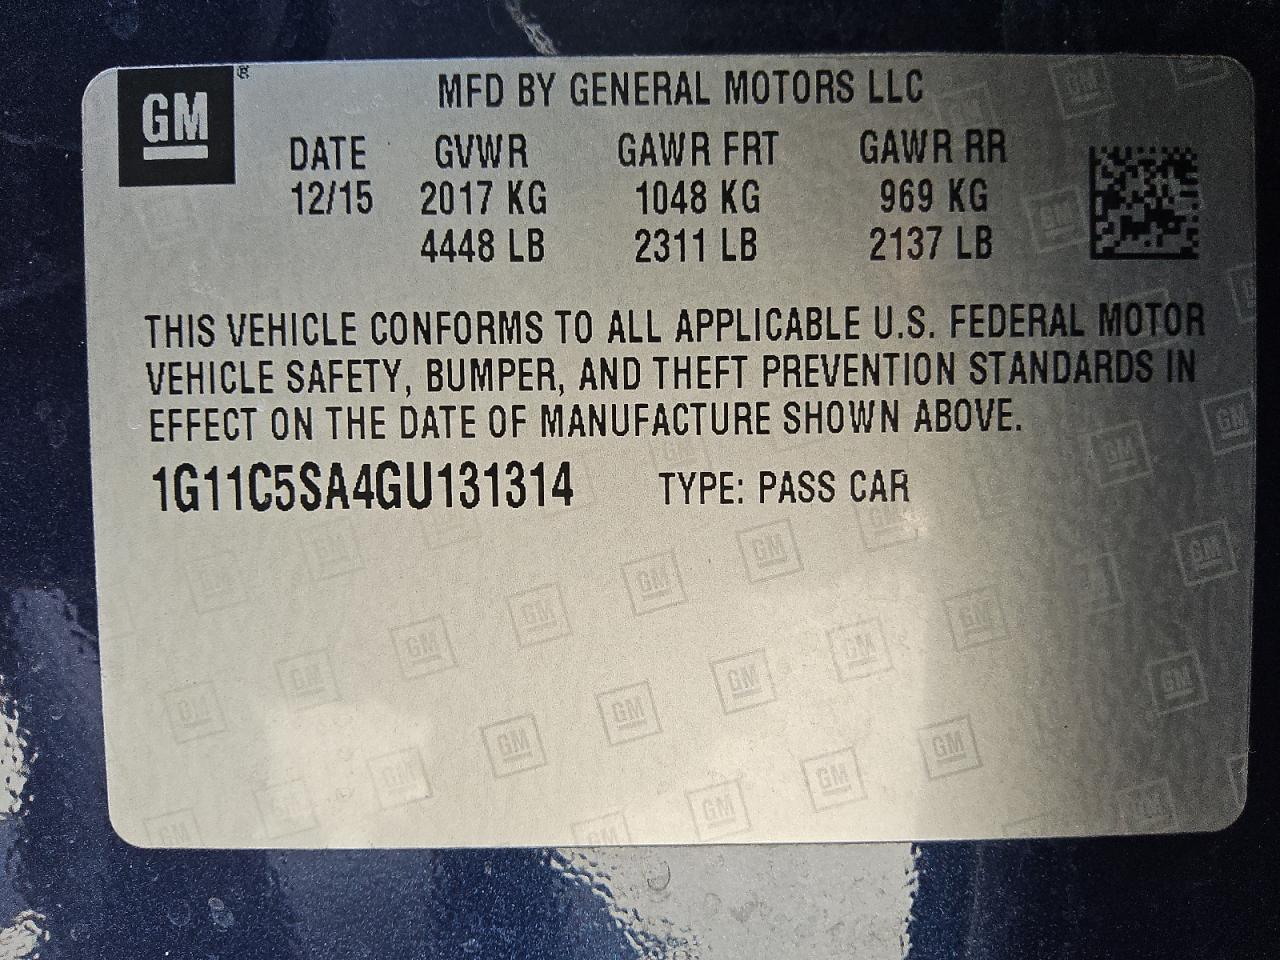 GM ®
MFD BY GENERAL MOTORS LLC
DATE GVWR GAWR FRT GAWR RR
12/15 2017 KG 1048 KG 969 KG
4448 LB 2311 LB 2137 LB
THIS VEHICLE CONFORMS TO ALL APPLICABLE U.S. FEDERAL MOTOR
VEHICLE SAFETY, BUMPER, AND THEFT PREVENTION STANDARDS IN
EFFECT ON THE DATE OF MANUFACTURE SHOWN ABOVE.
1G11C5SA4GU131314 TYPE: PASS CAR